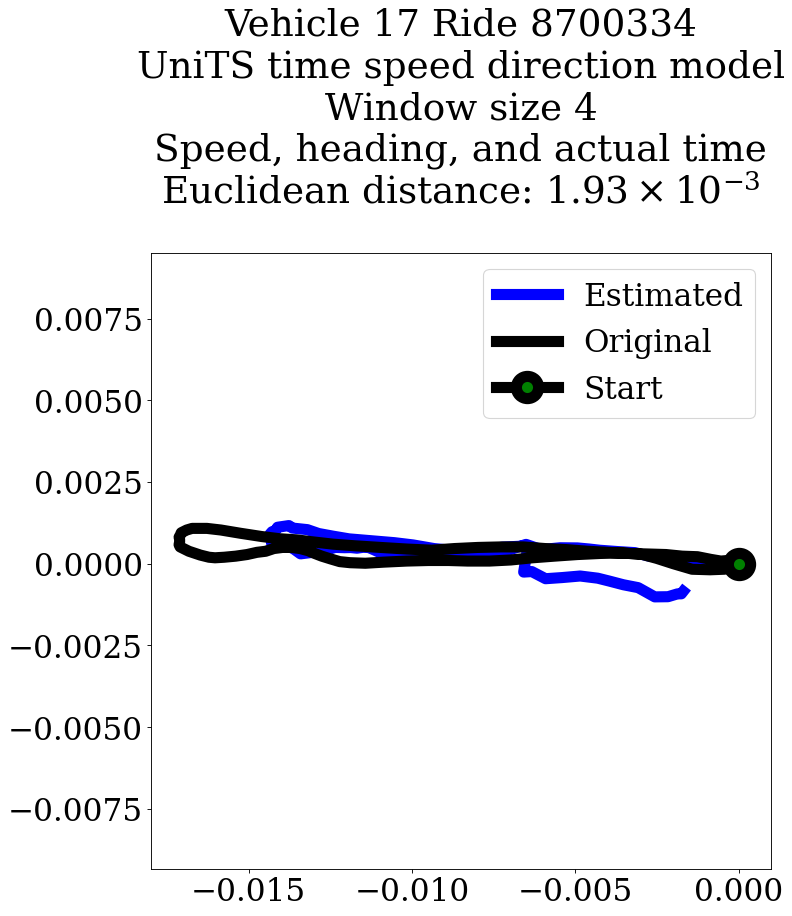 Vehicle 17 Ride 8700334
UniTS time speed direction model
Window size 4
Speed, heading, and actual time
Euclidean distance: 1.93 × 10⁻³
Estimated
Original
Start
0.0075
0.0050
0.0025
0.0000
−0.0025
−0.0050
−0.0075
−0.015
−0.010
−0.005
0.000